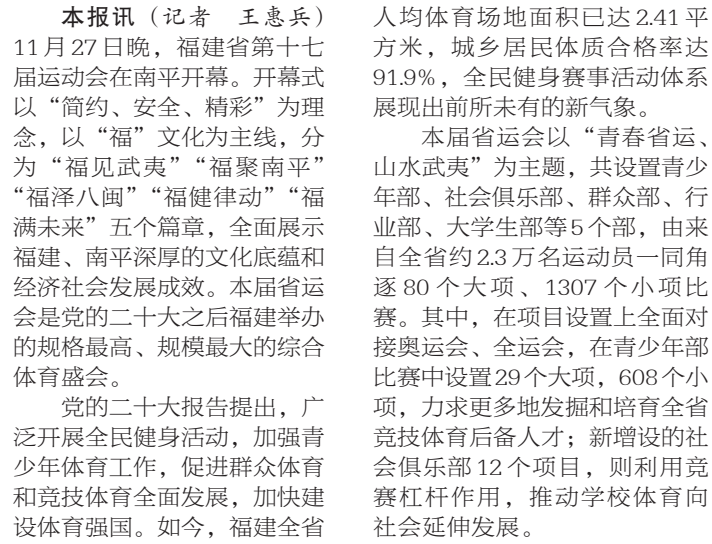 本报讯（记者　王惠兵）
11月27日晚，福建省第十七
届运动会在南平开幕。开幕式
以“简约、安全、精彩”为理
念，以“福”文化为主线，分
为“福见武夷”“福聚南平”
“福泽八闽”“福健律动”“福
满未来”五个篇章，全面展示
福建、南平深厚的文化底蕴和
经济社会发展成效。本届省运
会是党的二十大之后福建举办
的规格最高、规模最大的综合
体育盛会。
党的二十大报告提出，广
泛开展全民健身活动，加强青
少年体育工作，促进群众体育
和竞技体育全面发展，加快建
设体育强国。如今，福建全省
人均体育场地面积已达2.41平
方米，城乡居民体质合格率达
91.9%，全民健身赛事活动体系
展现出前所未有的新气象。
本届省运会以“青春省运、
山水武夷”为主题，共设置青少
年部、社会俱乐部、群众部、行
业部、大学生部等5个部，由来
自全省约2.3万名运动员一同角
逐80个大项、1307个小项比
赛。其中，在项目设置上全面对
接奥运会、全运会，在青少年部
比赛中设置29个大项，608个小
项，力求更多地发掘和培育全省
竞技体育后备人才；新增设的社
会俱乐部12个项目，则利用竞
赛杠杆作用，推动学校体育向
社会延伸发展。